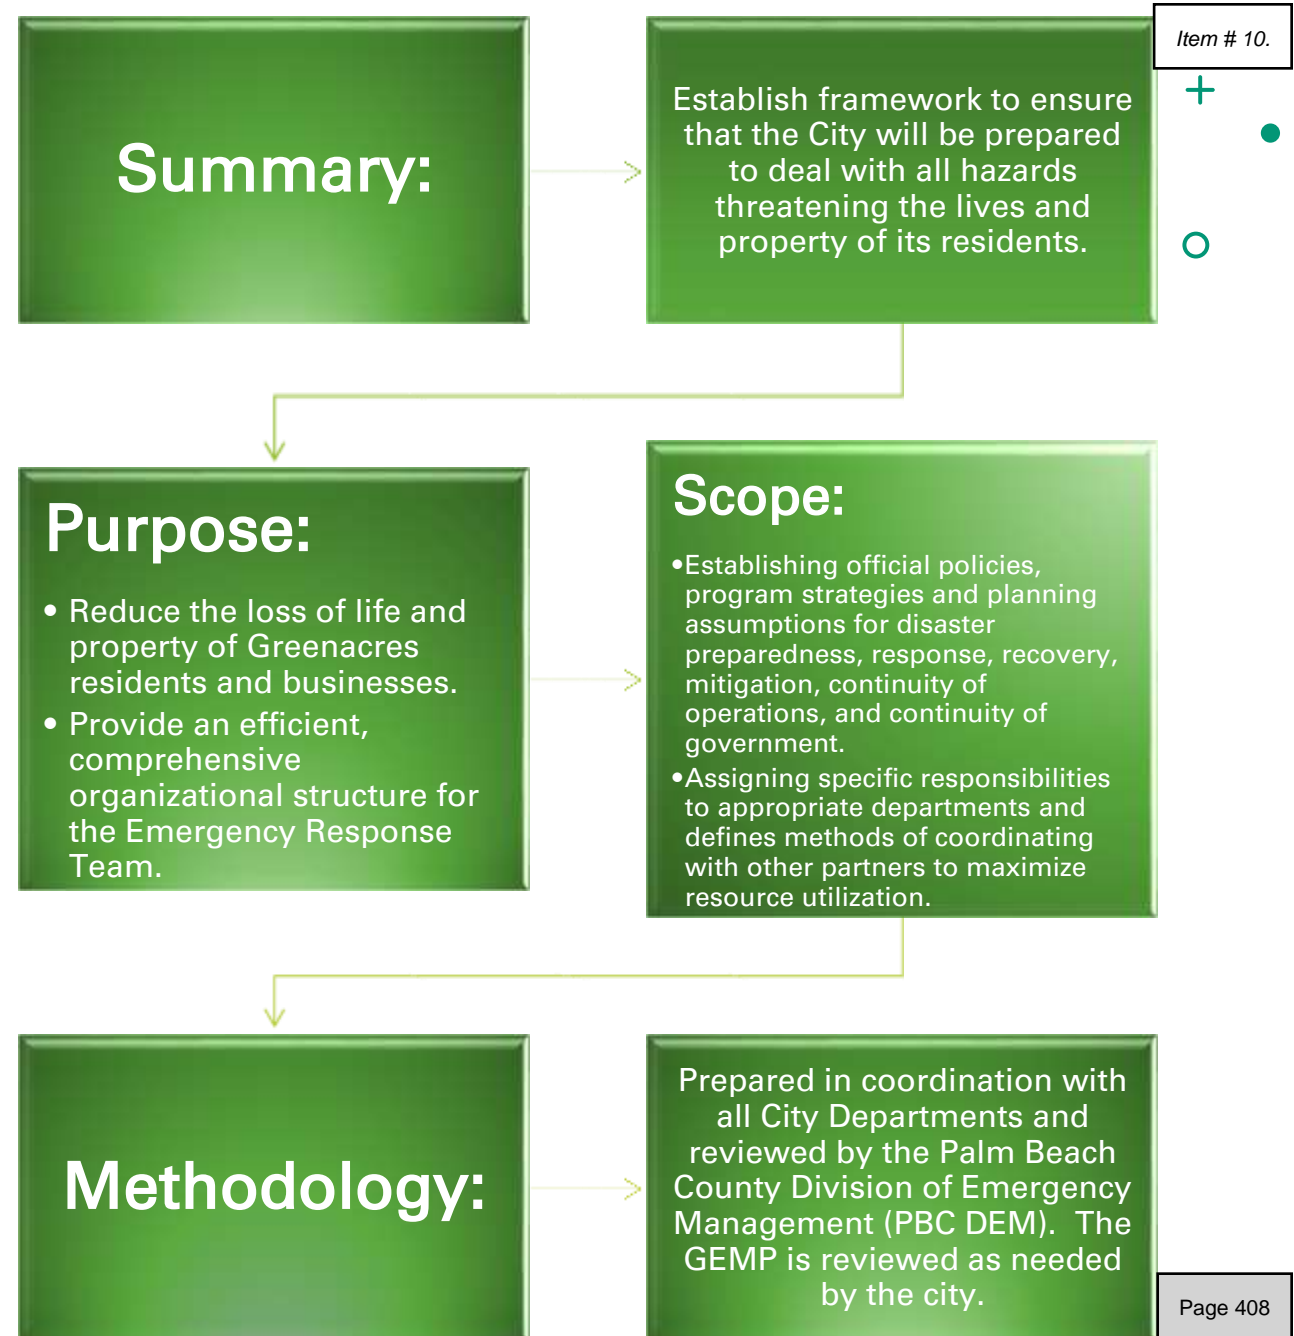 Item # 10.
Summary:
Establish framework to ensure
that the City will be prepared
to deal with all hazards
threatening the lives and
property of its residents.
Purpose:
• Reduce the loss of life and
property of Greenacres
residents and businesses.
• Provide an efficient,
comprehensive
organizational structure for
the Emergency Response
Team.
Scope:
•Establishing official policies,
program strategies and planning
assumptions for disaster
preparedness, response, recovery,
mitigation, continuity of
operations, and continuity of
government.
•Assigning specific responsibilities
to appropriate departments and
defines methods of coordinating
with other partners to maximize
resource utilization.
Methodology:
Prepared in coordination with
all City Departments and
reviewed by the Palm Beach
County Division of Emergency
Management (PBC DEM).  The
GEMP is reviewed as needed
by the city.
Page 408